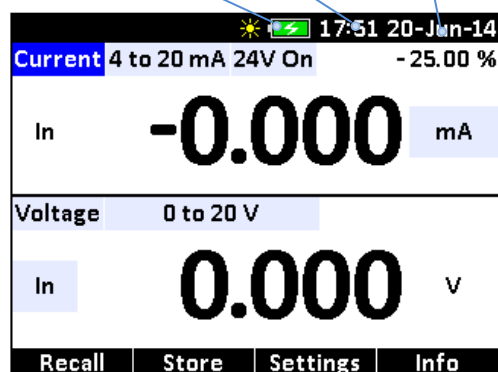 17:51 20-Jun-14
Current 4 to 20 mA 24V On -25.00 %
In -0.000 mA
Voltage 0 to 20 V
In 0.000 V
Recall Store Settings Info